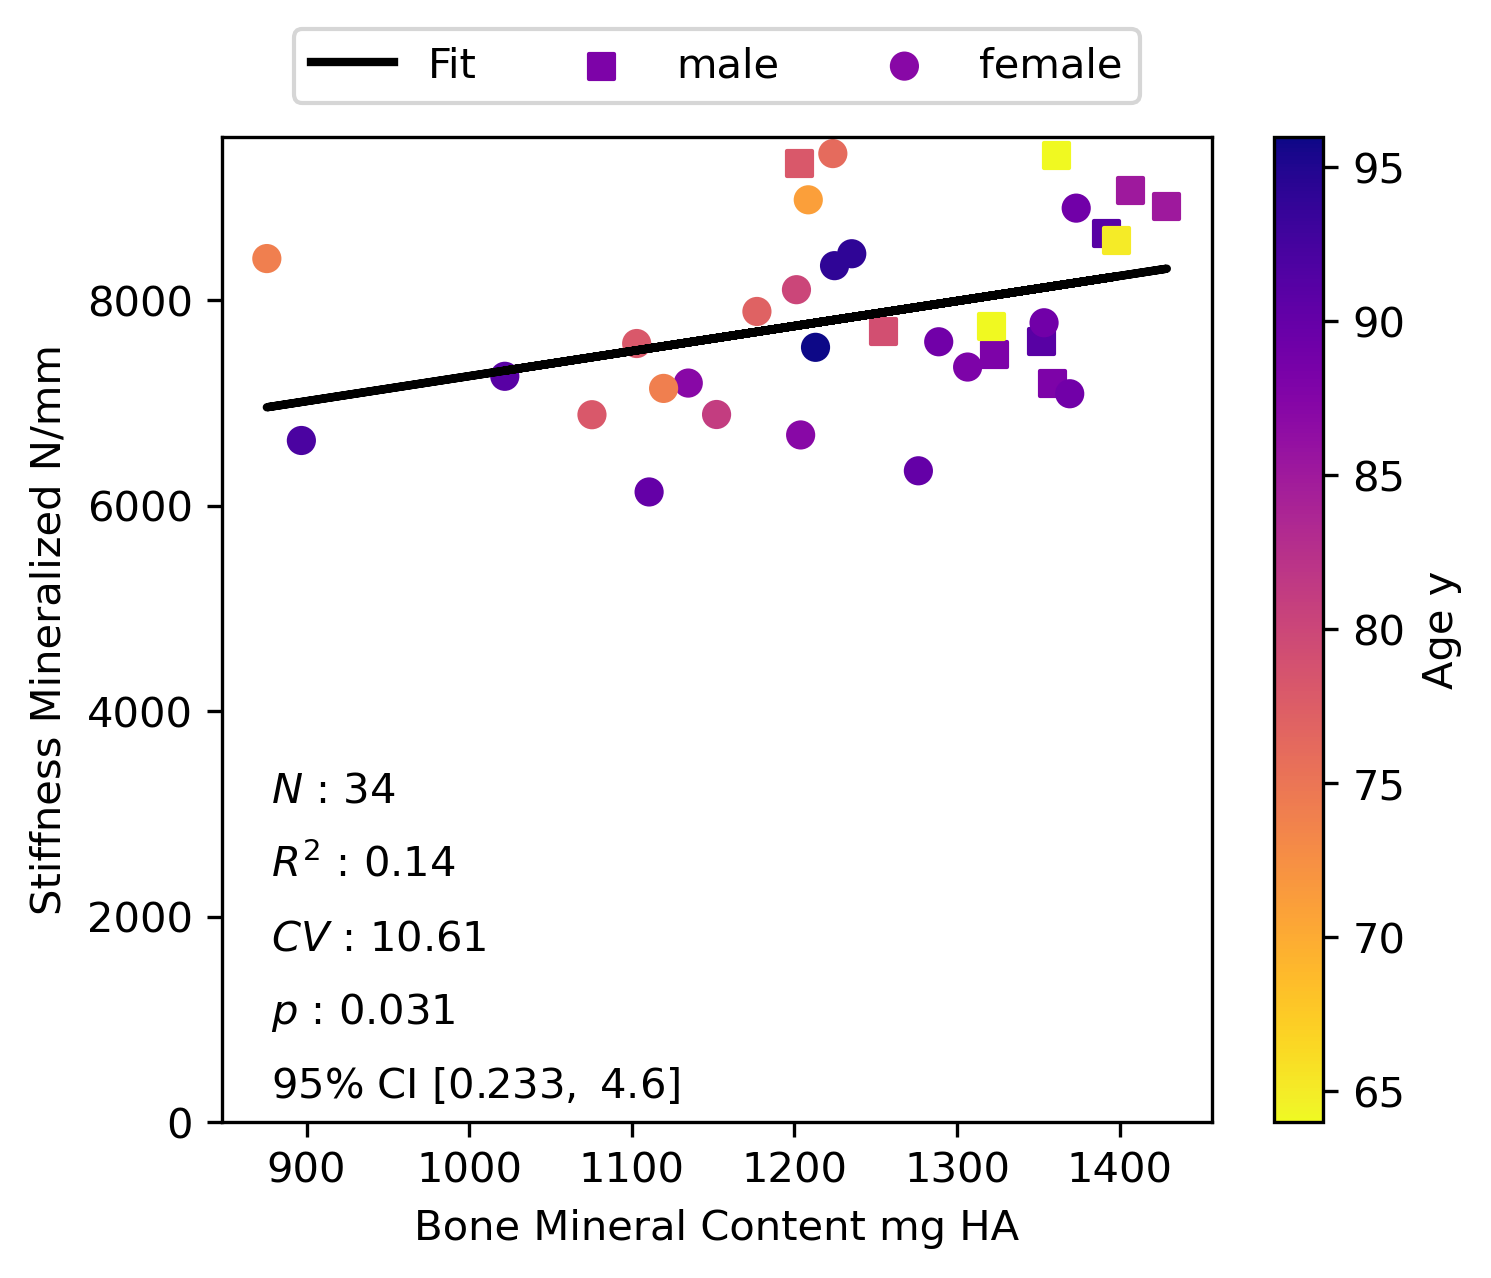 Fit male female
8000
6000
4000
2000
0
Stiffness Mineralized N/mm
N : 34
R² : 0.14
CV : 10.61
p : 0.031
95% CI [0.233, 4.6]
900 1000 1100 1200 1300 1400
Bone Mineral Content mg HA
95
90
85
80
75
70
65
Age y